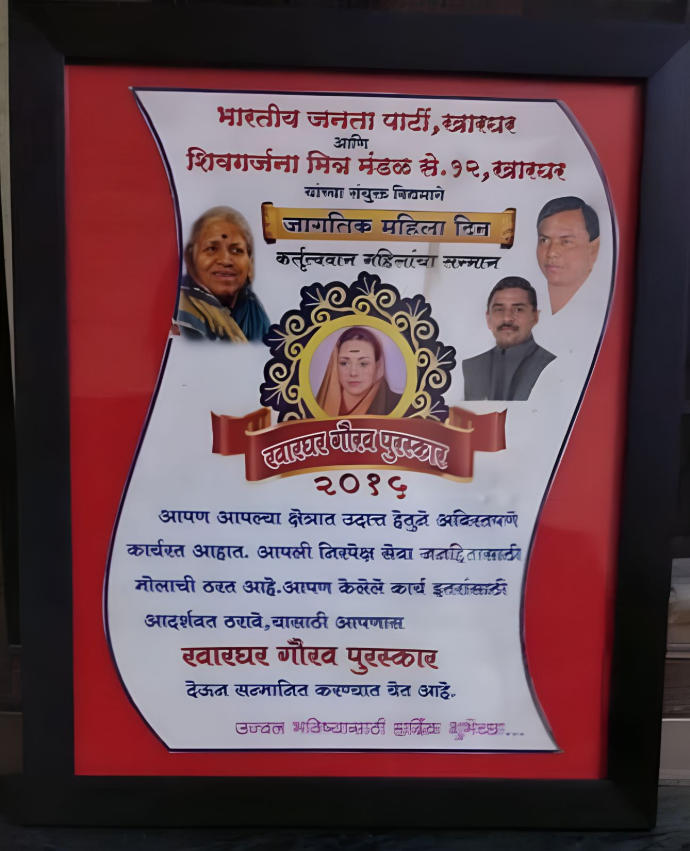 भारतीय जनता पार्टी, खारघर
आणि
शिवगर्जना मित्र मंडळ से.१२, खारघर
यांच्या संयुक्त विद्यमाने
जागतिक महिला दिन
कर्तृत्ववान महिलांचा सन्मान
खारघर गौरव पुरस्कार
२०१६
आपण आपल्या क्षेत्रात उदात्त हेतुने अविरतपणे
कार्यरत आहात. आपली निरपेक्ष सेवा जनहितासाठी
मोलाची ठरत आहे.आपण केलेले कार्य इतरांसाठी
आदर्शवत ठरावे,यासाठी आपणास
खारघर गौरव पुरस्कार
देऊन सन्मानित करण्यात येत आहे.
उज्वल भविष्यासाठी हार्दिक शुभेच्छा...